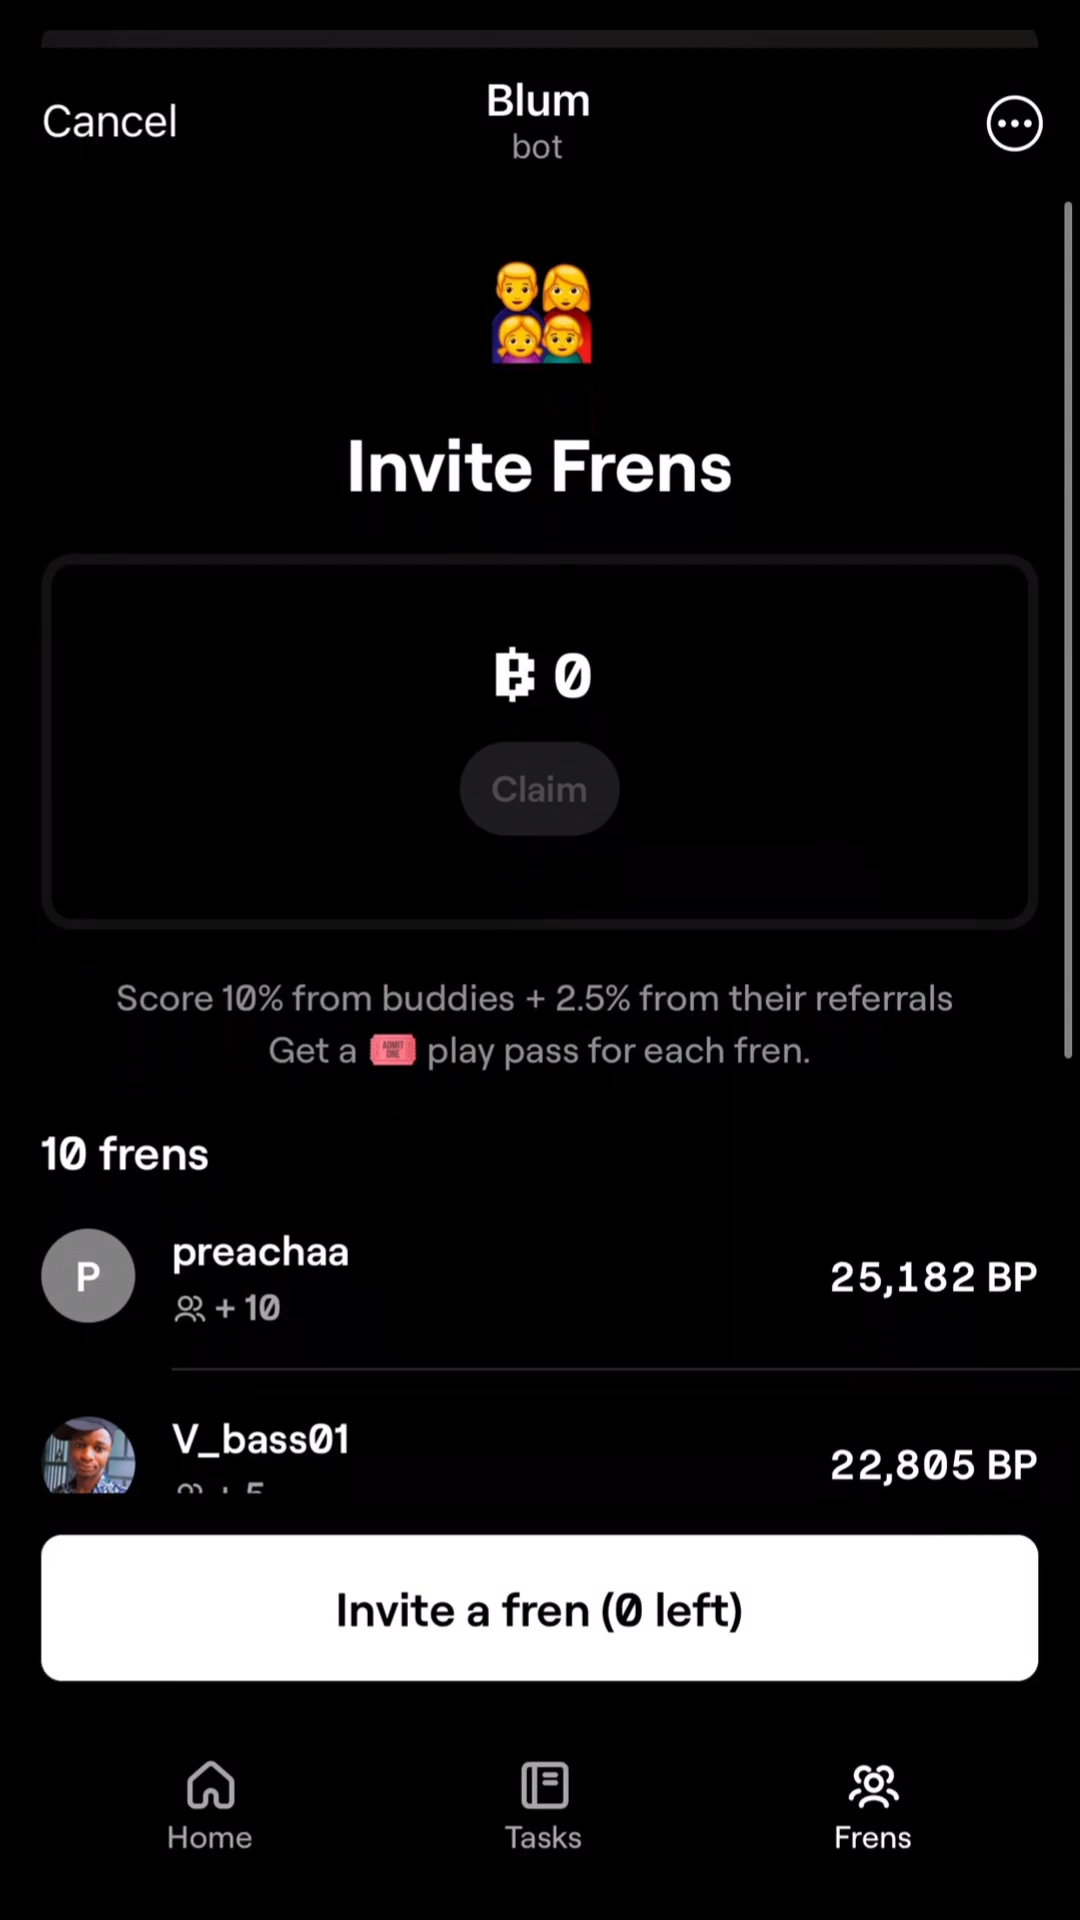 Cancel
Blum
bot
Invite Frens
0
Claim
Score 10% from buddies + 2.5% from their referrals
Get a 🎟 play pass for each fren.
10 frens
P
preachaa
+ 10
25,182 BP
V_bass01
22,805 BP
Invite a fren (0 left)
Home
Tasks
Frens